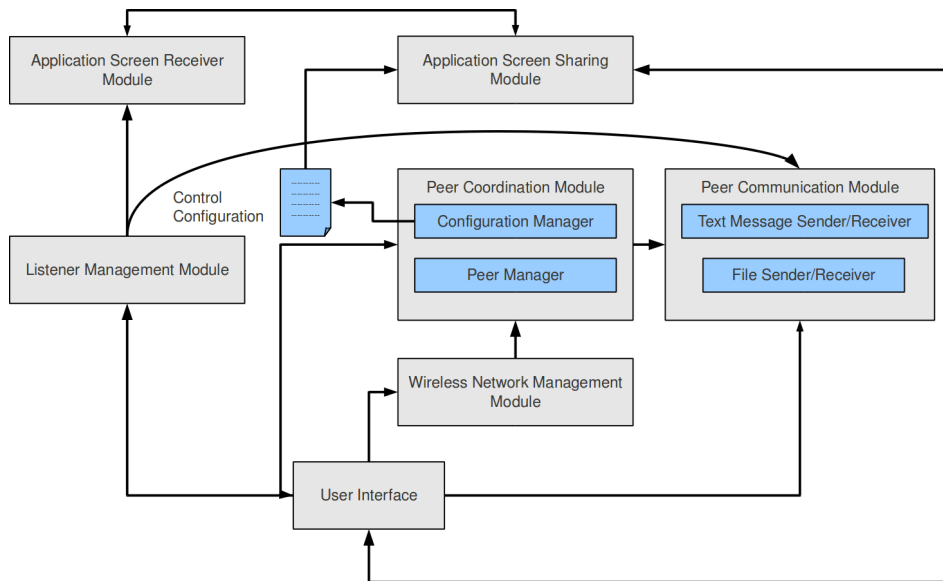 Application Screen Receiver
Module
Application Screen Sharing
Module
Control
Configuration
Peer Coordination Module
Configuration Manager
Peer Manager
Peer Communication Module
Text Message Sender/Receiver
File Sender/Receiver
Listener Management Module
Wireless Network Management
Module
User Interface